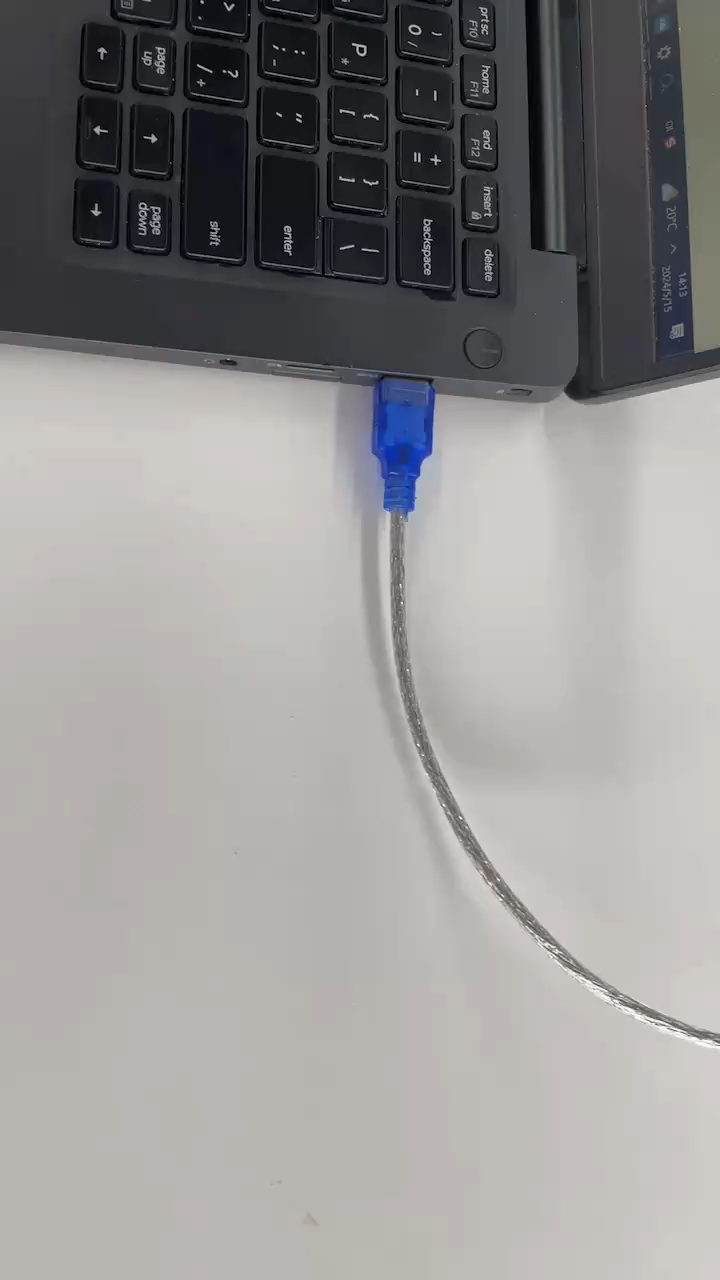 20°C 14:13
2024/5/15
prt sc home end insert delete
F10 F11 F12
) _ +
0 / - = backspace
P { } |
* [ ] \
: "
; - ' enter
> ?
. / + shift
page up page down